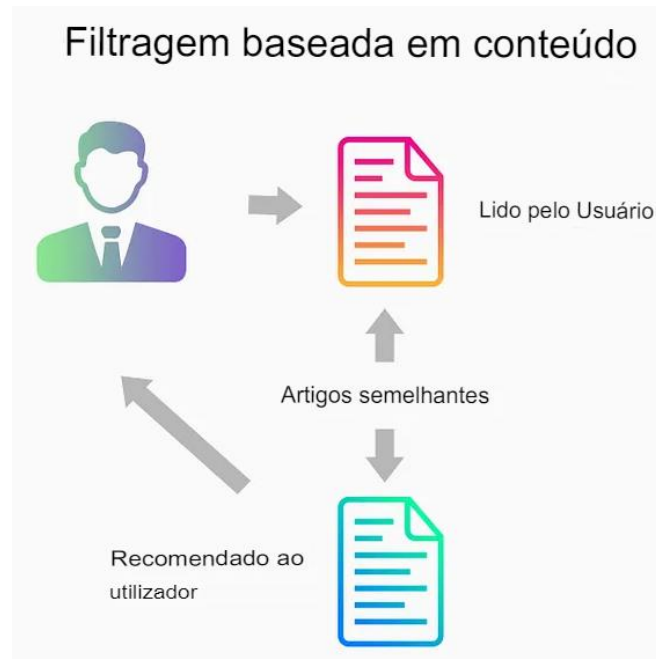 Filtragem baseada em conteúdo
Lido pelo Usuário
Artigos semelhantes
Recomendado ao
utilizador